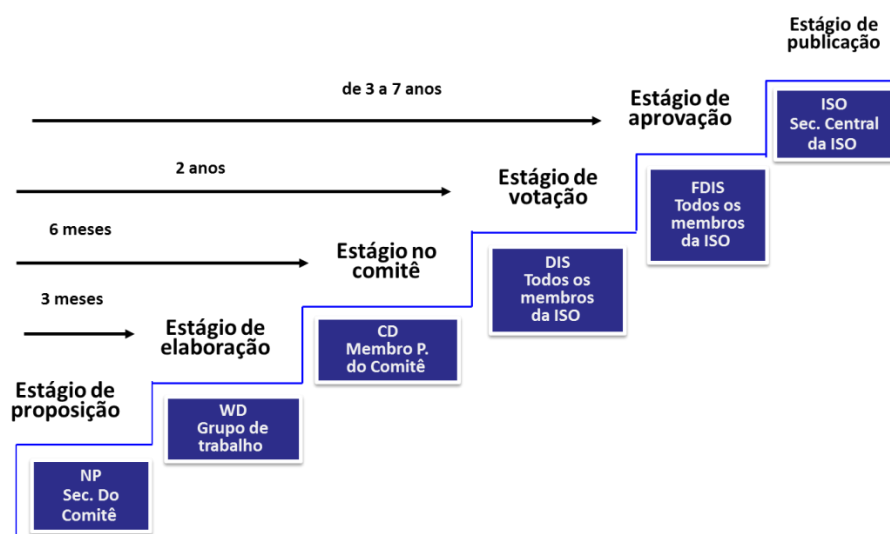 Estágio de
publicação
de 3 a 7 anos
Estágio de
aprovação
ISO
Sec. Central
da ISO
2 anos
Estágio de
votação
FDIS
Todos os
membros
da ISO
6 meses
Estágio no
comitê
DIS
Todos os
membros
da ISO
3 meses
Estágio de
elaboração
CD
Membro P.
do Comitê
Estágio de
proposição
WD
Grupo de
trabalho
NP
Sec. Do
Comitê